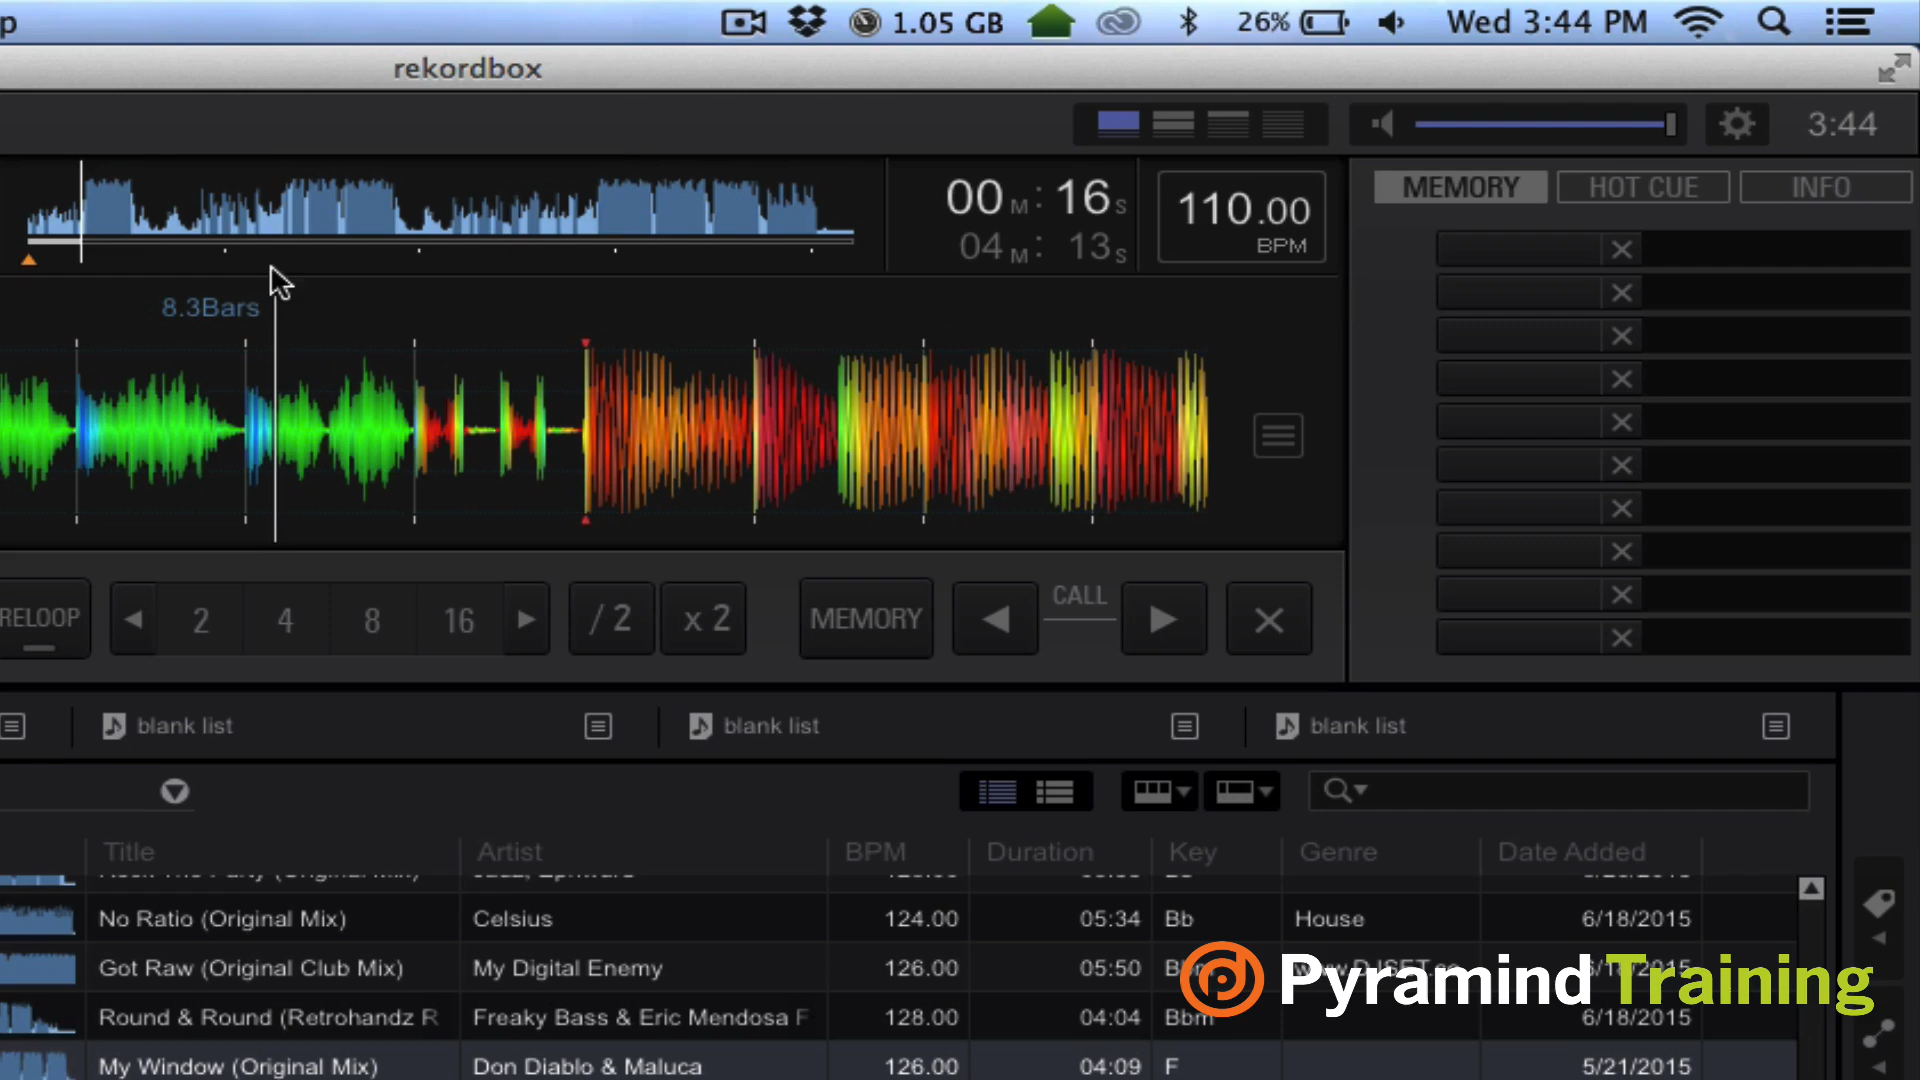 p 1.05 GB 26% Wed 3:44 PM
rekordbox
3:44
00 M : 16 S
04 M : 13 S
110.00
BPM
MEMORY HOT CUE INFO
8.3Bars
RELOOP 2 4 8 16 / 2 x 2 MEMORY CALL
blank list blank list blank list
Title Artist BPM Duration Key Genre Date Added
No Ratio (Original Mix) Celsius 124.00 05:34 Bb House 6/18/2015
Got Raw (Original Club Mix) My Digital Enemy 126.00 05:50
Pyramind Training
Round & Round (Retrohandz R Freaky Bass & Eric Mendosa F 128.00 04:04 Bbm 6/18/2015
My Window (Original Mix) Don Diablo & Maluca 126.00 04:09 F 5/21/2015